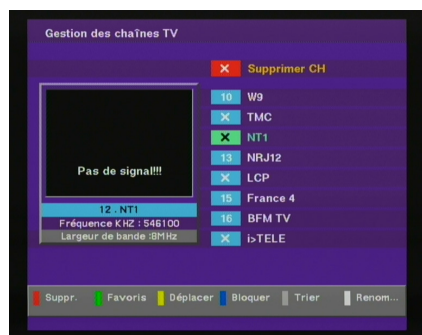 Gestion des chaînes TV
✕ Supprimer CH
10 W9
✕ TMC
✕ NT1
13 NRJ12
✕ LCP
15 France 4
16 BFM TV
✕ i>TELE
Pas de signal!!!
12 . NT1
Fréquence KHZ : 546100
Largeur de bande :8MHz
Suppr. Favoris Déplacer Bloquer Trier Renom...